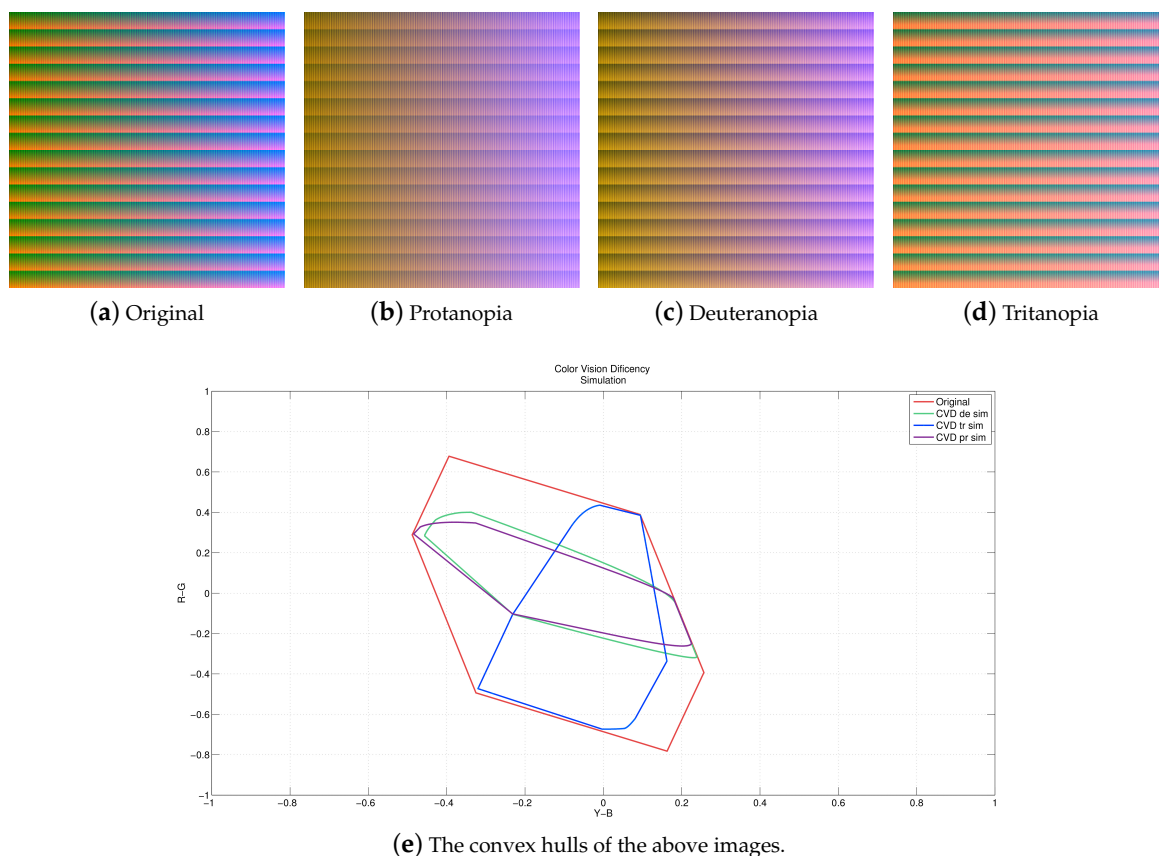 (a) Original
(b) Protanopia
(c) Deuteranopia
(d) Tritanopia
Color Vision Dificency
Simulation
Original
CVD de sim
CVD tr sim
CVD pr sim
1
0.8
0.6
0.4
0.2
0
−0.2
−0.4
−0.6
−0.8
−1
R−G
−1
−0.8
−0.6
−0.4
−0.2
0
0.2
0.4
0.6
0.8
1
Y−B
(e) The convex hulls of the above images.